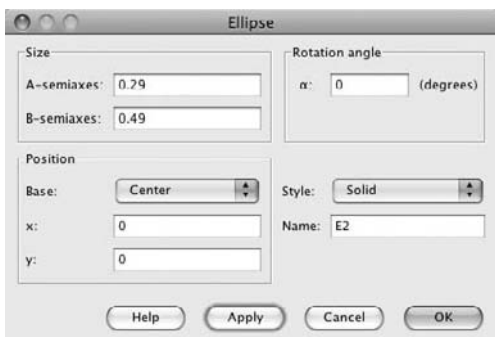 Ellipse
Size
A-semiaxes: 0.29
B-semiaxes: 0.49
Rotation angle
α: 0 (degrees)
Position
Base: Center
x: 0
y: 0
Style: Solid
Name: E2
Help Apply Cancel OK